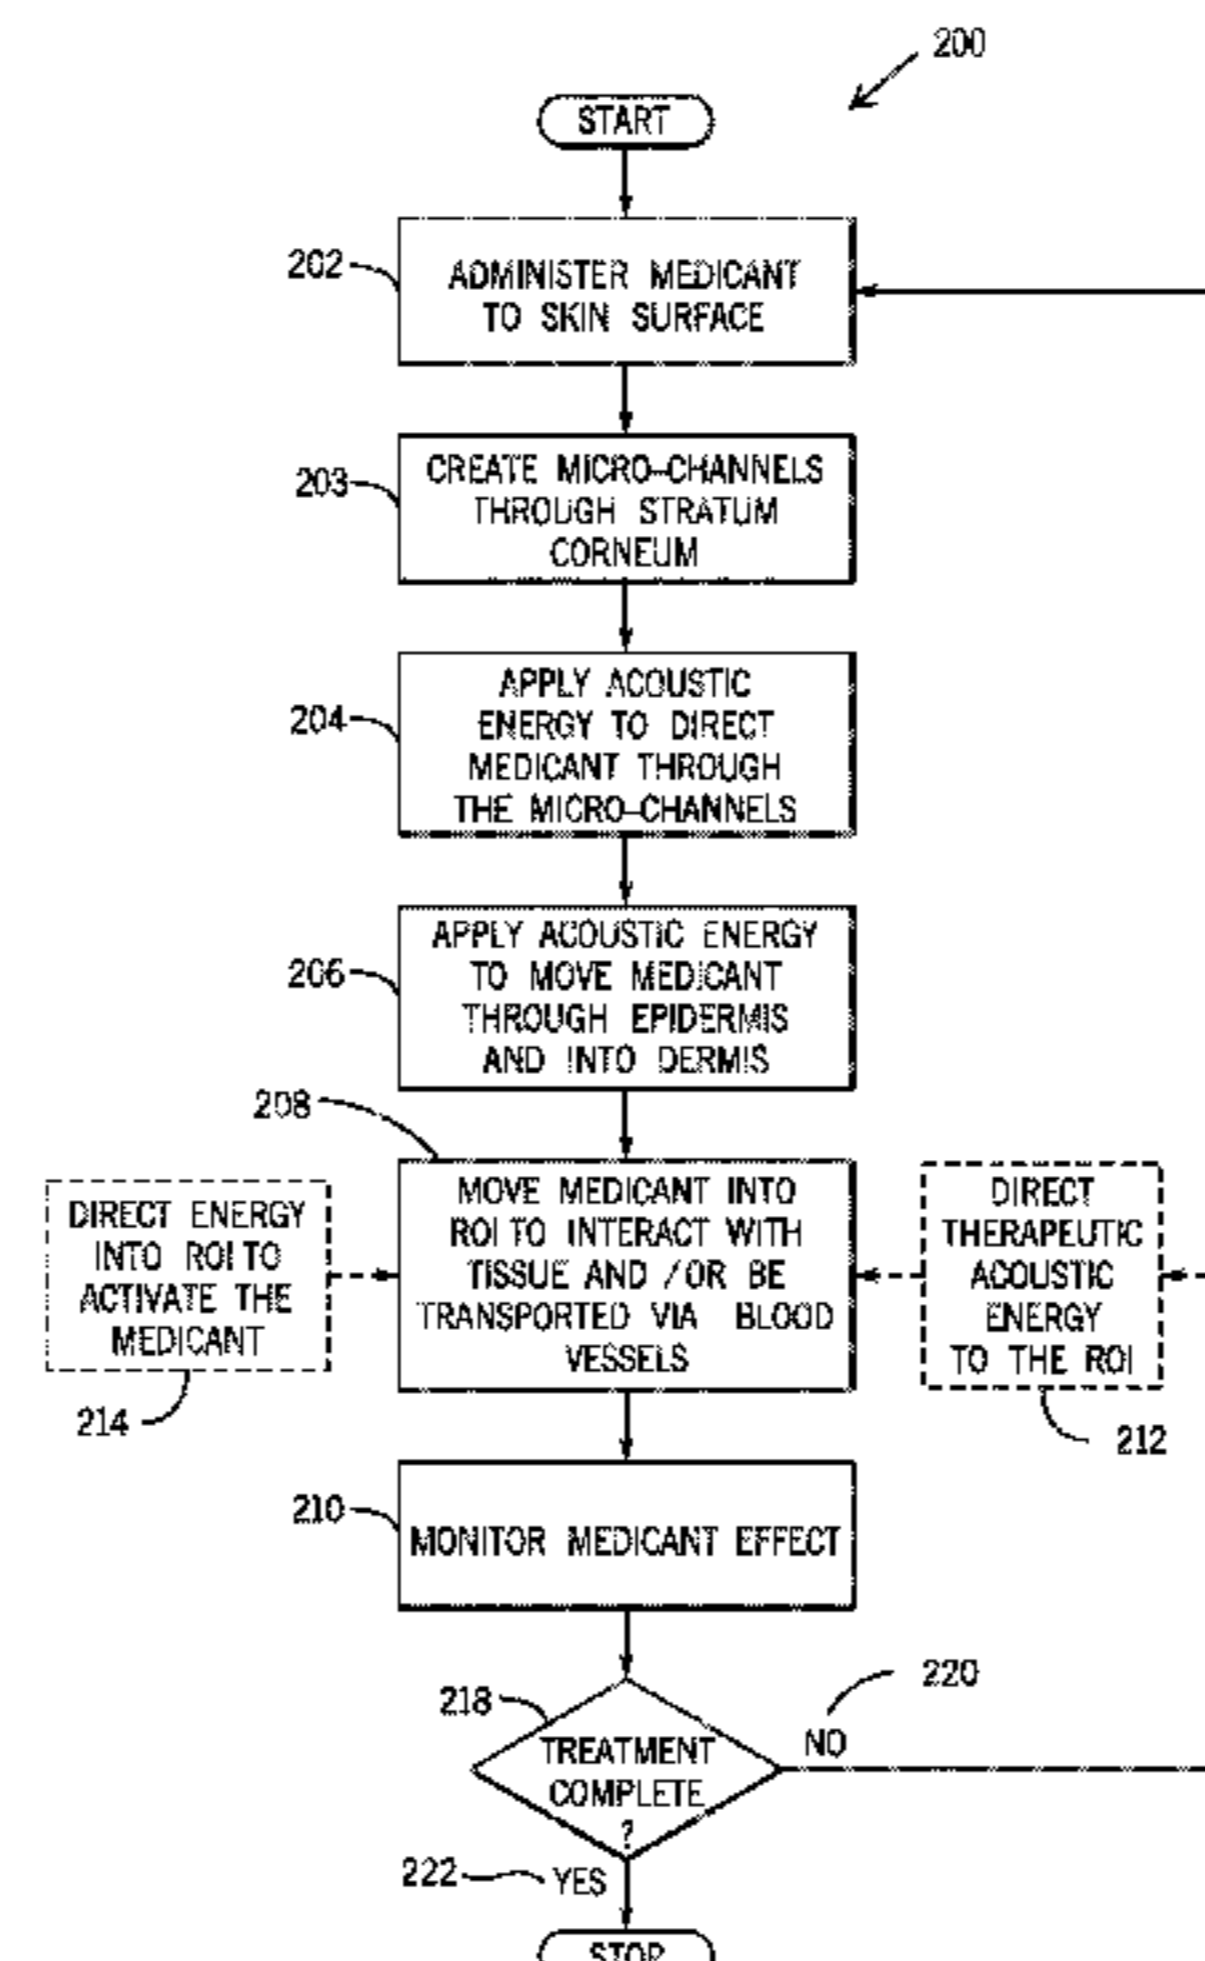 200
START
202
ADMINISTER MEDICANT
TO SKIN SURFACE
203
CREATE MICRO-CHANNELS
THROUGH STRATUM
CORNEUM
204
APPLY ACOUSTIC
ENERGY TO DIRECT
MEDICANT THROUGH
THE MICRO-CHANNELS
206
APPLY ACOUSTIC ENERGY
TO MOVE MEDICANT
THROUGH EPIDERMIS
AND INTO DERMIS
208
MOVE MEDICANT INTO
ROI TO INTERACT WITH
TISSUE AND /OR BE
TRANSPORTED VIA BLOOD
VESSELS
DIRECT ENERGY
INTO ROI TO
ACTIVATE THE
MEDICANT
214
DIRECT
THERAPEUTIC
ACOUSTIC
ENERGY
TO THE ROI
212
210
MONITOR MEDICANT EFFECT
218
TREATMENT
COMPLETE
?
220
NO
222
YES
STOP